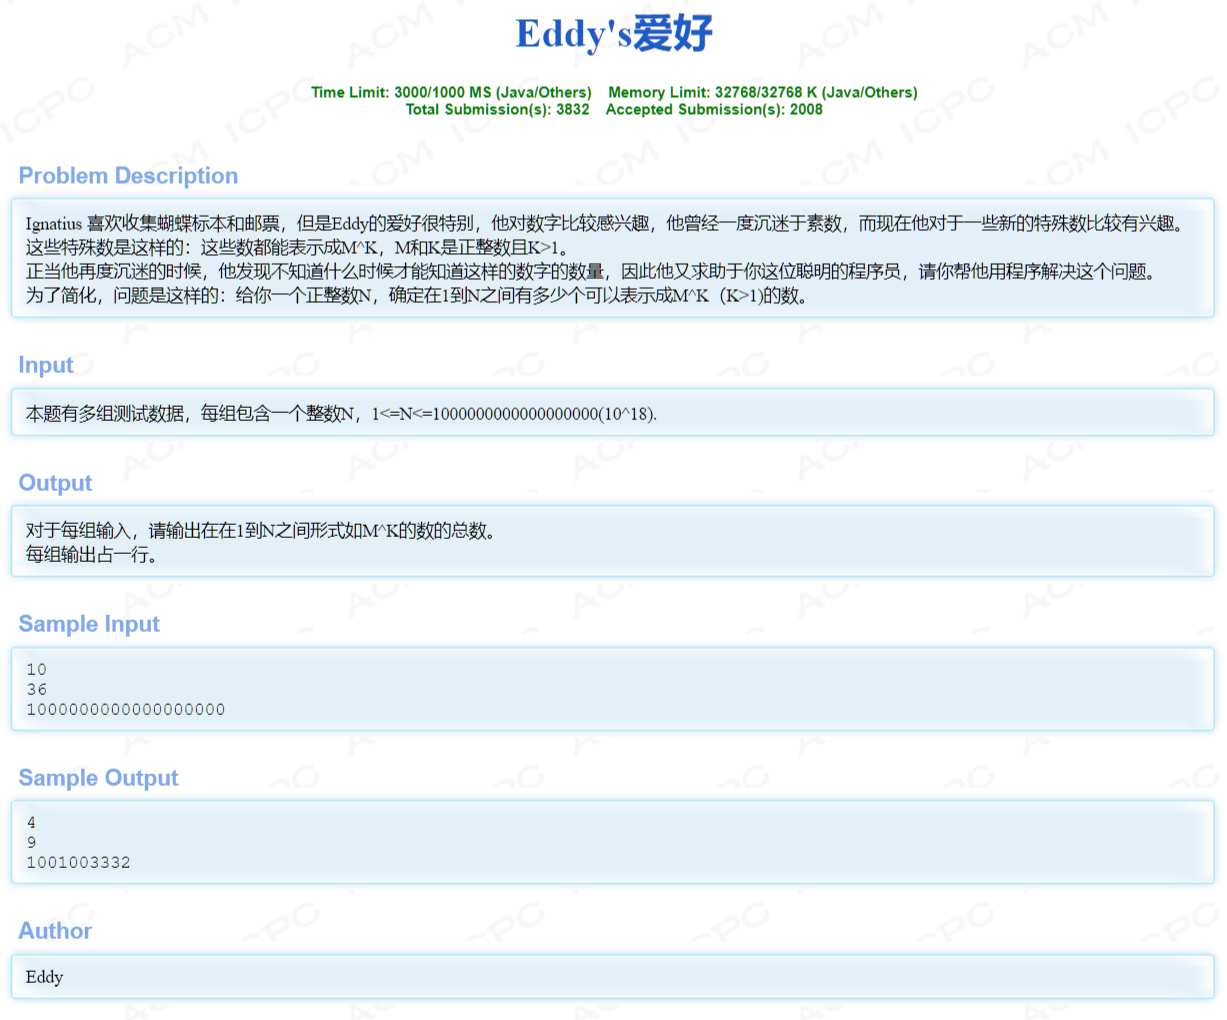 Eddy's爱好
Time Limit: 3000/1000 MS (Java/Others)    Memory Limit: 32768/32768 K (Java/Others)
Total Submission(s): 3832    Accepted Submission(s): 2008
Problem Description
Ignatius 喜欢收集蝴蝶标本和邮票，但是Eddy的爱好很特别，他对数字比较感兴趣，他曾经一度沉迷于素数，而现在他对于一些新的特殊数比较有兴趣。
这些特殊数是这样的：这些数都能表示成M^K，M和K是正整数且K>1。
正当他再度沉迷的时候，他发现不知道什么时候才能知道这样的数字的数量，因此他又求助于你这位聪明的程序员，请你帮他用程序解决这个问题。
为了简化，问题是这样的：给你一个正整数N，确定在1到N之间有多少个可以表示成M^K（K>1)的数。
Input
本题有多组测试数据，每组包含一个整数N，1<=N<=1000000000000000000(10^18).
Output
对于每组输入，请输出在在1到N之间形式如M^K的数的总数。
每组输出占一行。
Sample Input
10
36
1000000000000000000
Sample Output
4
9
1001003332
Author
Eddy